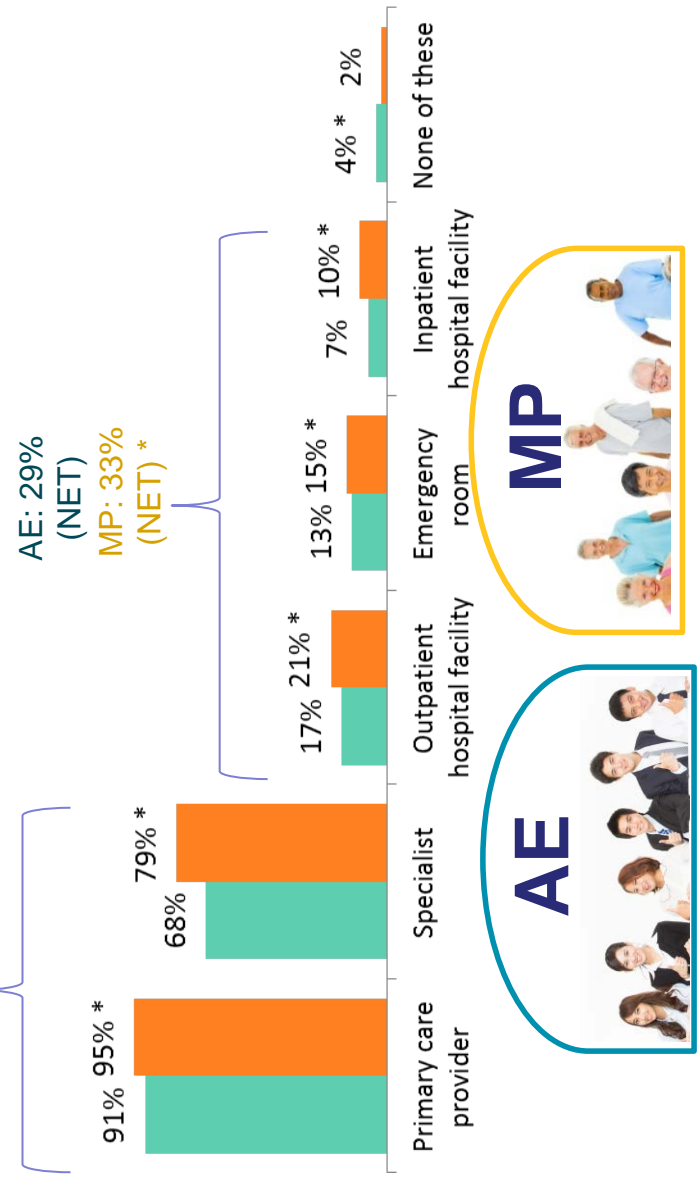 AE: 29%
(NET)
MP: 33%
(NET) *
91%
95% *
68%
79% *
17%
21% *
13%
15% *
7%
10% *
4% *
2%
Primary care
provider
Specialist
Outpatient
hospital facility
Emergency
room
Inpatient
hospital facility
None of these
AE
MP